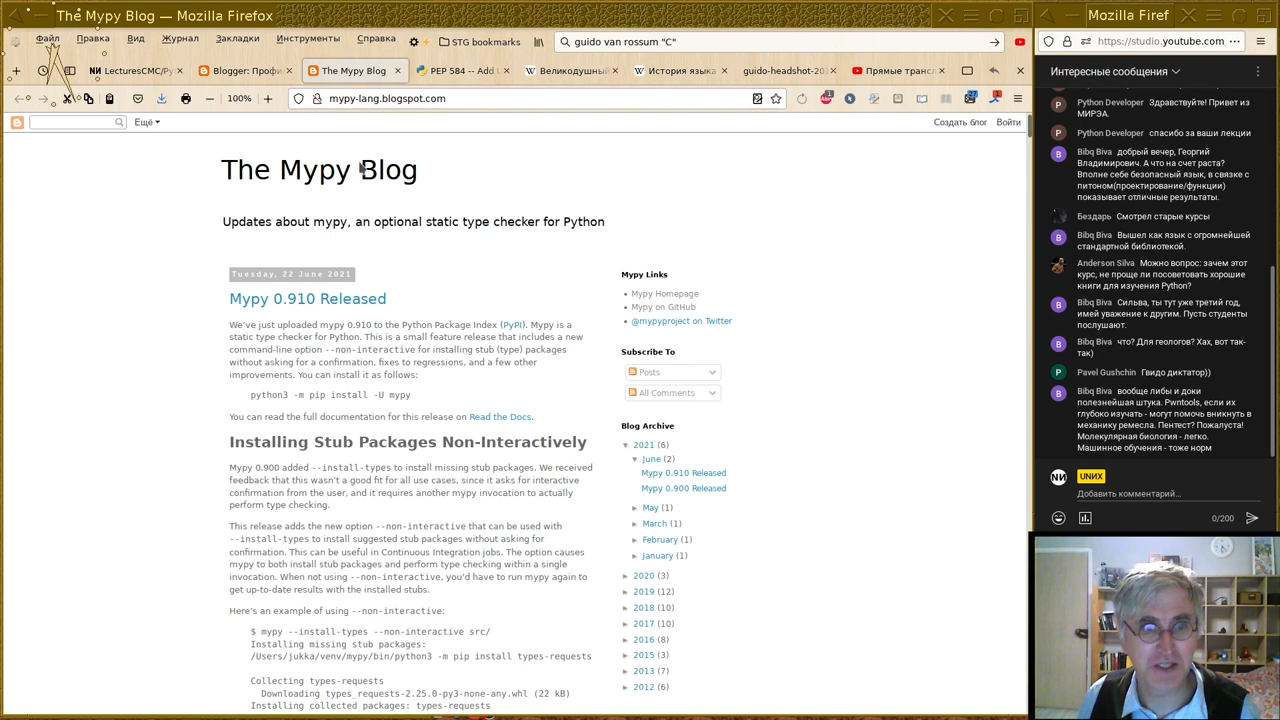 The Mypy Blog — Mozilla Firefox
Mozilla Firef
Файл Правка Вид Журнал Закладки Инструменты Справка STG bookmarks guido van rossum "C"
LecturesCMC/Py Blogger: Профи The Mypy Blog PEP 584 -- Add Великодушный История языка guido-headshot-20 Прямые трансл
100% mypy-lang.blogspot.com
https://studio.youtube.com
Ещё Создать блог Войти
The Mypy Blog
Updates about mypy, an optional static type checker for Python
Tuesday, 22 June 2021
Mypy 0.910 Released
We've just uploaded mypy 0.910 to the Python Package Index (PyPI). Mypy is a
static type checker for Python. This is a small feature release that includes a new
command-line option --non-interactive for installing stub (type) packages
without asking for a confirmation, fixes to regressions, and a few other
improvements. You can install it as follows:
python3 -m pip install -U mypy
You can read the full documentation for this release on Read the Docs.
Installing Stub Packages Non-Interactively
Mypy 0.900 added --install-types to install missing stub packages. We received
feedback that this wasn't a good fit for all use cases, since it asks for interactive
confirmation from the user, and it requires another mypy invocation to actually
perform type checking.
This release adds the new option --non-interactive that can be used with
--install-types to install suggested stub packages without asking for
confirmation. This can be useful in Continuous Integration jobs. The option causes
mypy to both install stub packages and perform type checking within a single
invocation. When not using --non-interactive, you'd have to run mypy again to
get up-to-date results with the installed stubs.
Here's an example of using --non-interactive:
$ mypy --install-types --non-interactive src/
Installing missing stub packages:
/Users/jukka/venv/mypy/bin/python3 -m pip install types-requests
Collecting types-requests
Downloading types_requests-2.25.0-py3-none-any.whl (22 kB)
Installing collected packages: types-requests
Mypy Links
Mypy Homepage
Mypy on GitHub
@mypyproject on Twitter
Subscribe To
Posts
All Comments
Blog Archive
▼ 2021 (6)
▼ June (2)
Mypy 0.910 Released
Mypy 0.900 Released
► May (1)
► March (1)
► February (1)
► January (1)
► 2020 (3)
► 2019 (12)
► 2018 (10)
► 2017 (10)
► 2016 (8)
► 2015 (3)
► 2013 (7)
► 2012 (6)
Интересные сообщения
Python Developer Здравствуйте! Привет из
МИРЭА.
Python Developer спасибо за ваши лекции
Bibq Biva добрый вечер, Георгий
Владимирович. А что на счет раста?
Вполне себе безопасный язык, в связке с
питоном(проектирование/функции)
показывает отличные результаты.
Бездарь Смотрел старые курсы
Bibq Biva Вышел как язык с огромнейшей
стандартной библиотекой.
Anderson Silva Можно вопрос: зачем этот
курс, не проще ли посоветовать хорошие
книги для изучения Python?
Bibq Biva Сильва, ты тут уже третий год,
имей уважение к другим. Пусть студенты
послушают.
Bibq Biva что? Для геологов? Хах, вот так-
так)
Pavel Gushchin Гвидо диктатор))
Bibq Biva вообще либы и доки
полезнейшая штука. Pwntools, если их
глубоко изучать - могут помочь вникнуть в
механику ремесла. Пентест? Пожалуйста!
Молекулярная биология - легко.
Машинное обучения - тоже норм
UNИX
Добавить комментарий...
0/200